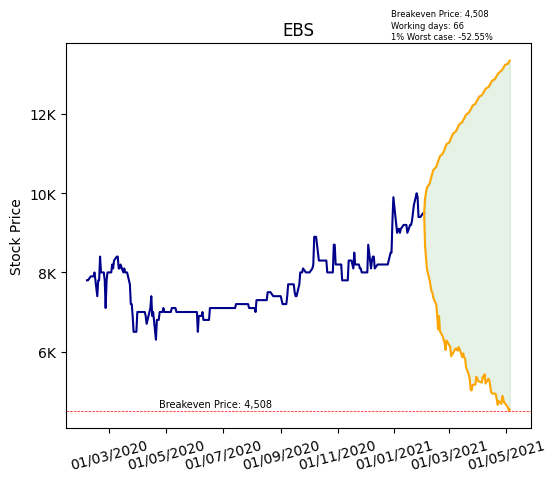 Breakeven Price: 4,508
Working days: 66
1% Worst case: -52.55%
EBS
Stock Price
12K
10K
8K
6K
Breakeven Price: 4,508
01/03/2020
01/05/2020
01/07/2020
01/09/2020
01/11/2020
01/01/2021
01/03/2021
01/05/2021